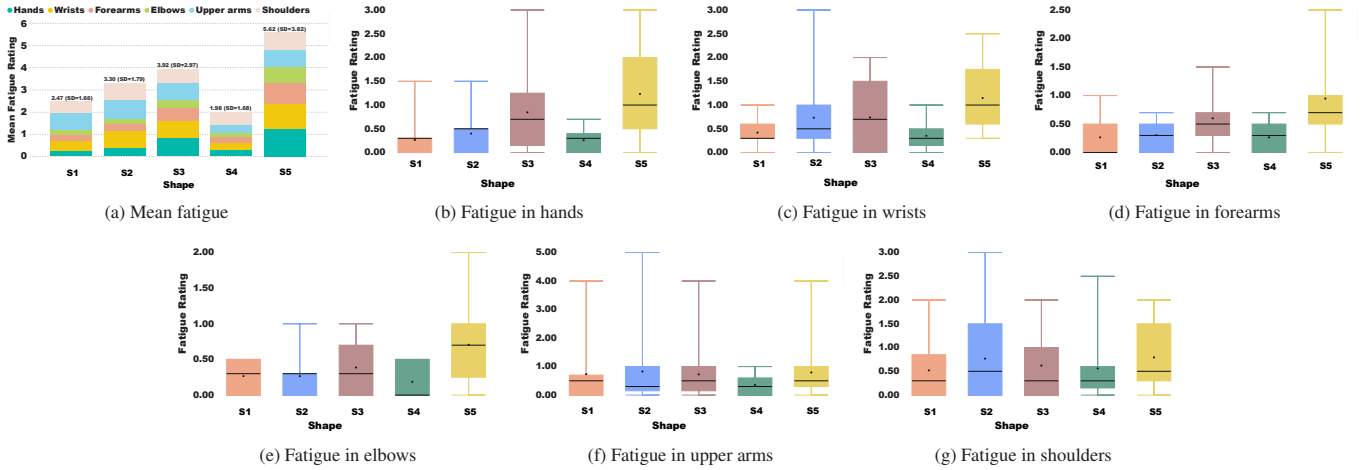 Hands Wrists Forearms Elbows Upper arms Shoulders
Mean Fatigue Rating
6
5
4
3
2
1
0
2.47 (SD=1.66)
3.30 (SD=1.79)
3.92 (SD=2.97)
1.98 (SD=1.68)
5.62 (SD=3.82)
S1 S2 S3 S4 S5
Shape
(a) Mean fatigue
Fatigue Rating
3.00
2.50
2.00
1.50
1.00
0.50
0.00
S1 S2 S3 S4 S5
Shape
(b) Fatigue in hands
Fatigue Rating
3.00
2.50
2.00
1.50
1.00
0.50
0.00
S1 S2 S3 S4 S5
Shape
(c) Fatigue in wrists
Fatigue Rating
2.50
2.00
1.50
1.00
0.50
0.00
S1 S2 S3 S4 S5
Shape
(d) Fatigue in forearms
Fatigue Rating
2.00
1.50
1.00
0.50
0.00
S1 S2 S3 S4 S5
Shape
(e) Fatigue in elbows
Fatigue Rating
5.00
4.00
3.00
2.00
1.00
0.00
S1 S2 S3 S4 S5
Shape
(f) Fatigue in upper arms
Fatigue Rating
3.00
2.50
2.00
1.50
1.00
0.50
0.00
S1 S2 S3 S4 S5
Shape
(g) Fatigue in shoulders